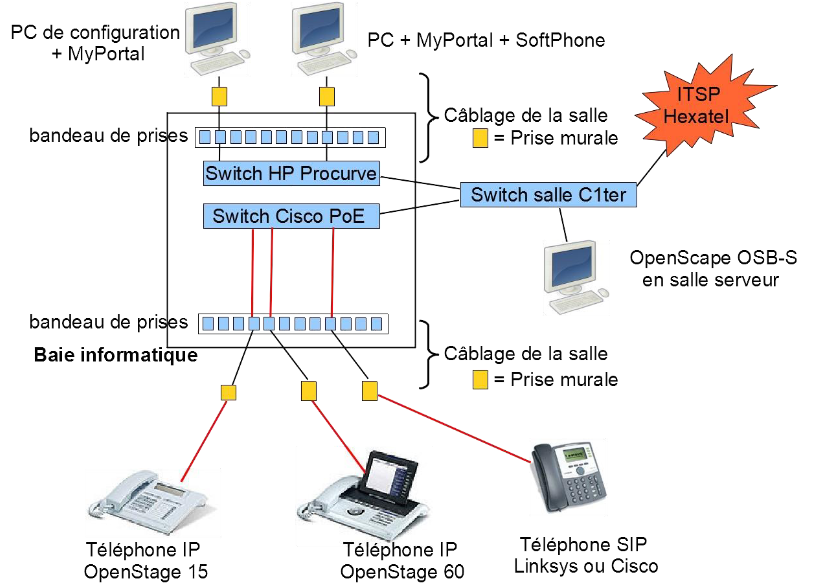 PC de configuration
+ MyPortal
PC + MyPortal + SoftPhone
ITSP
Hexatel
bandeau de prises
Câblage de la salle
= Prise murale
Switch HP Procurve
Switch salle C1ter
Switch Cisco PoE
OpenScape OSB-S
en salle serveur
bandeau de prises
Baie informatique
Câblage de la salle
= Prise murale
Téléphone IP
OpenStage 15
Téléphone IP
OpenStage 60
Téléphone SIP
Linksys ou Cisco